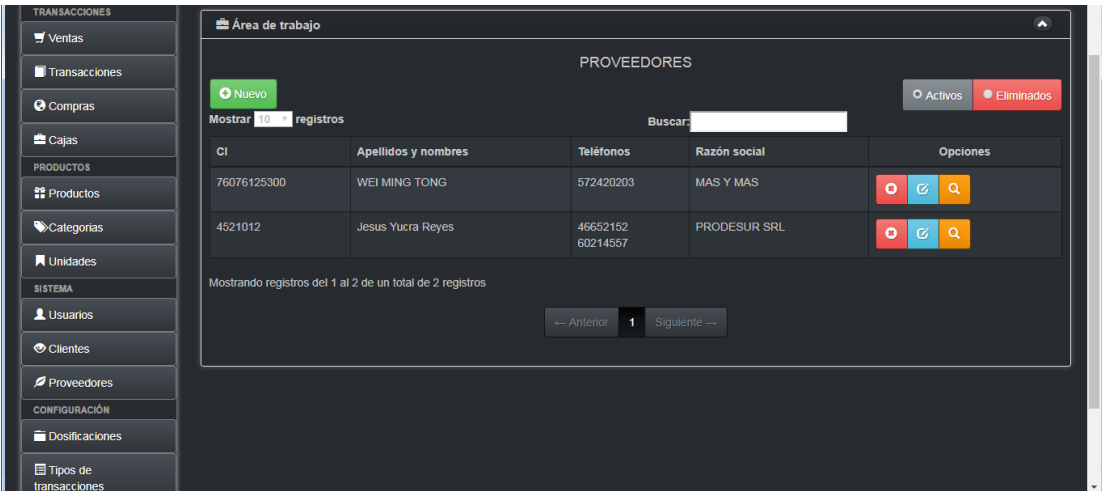 TRANSACCIONES
Ventas
Transacciones
Compras
Cajas
PRODUCTOS
Productos
Categorias
Unidades
SISTEMA
Usuarios
Clientes
Proveedores
CONFIGURACIÓN
Dosificaciones
Tipos de
transacciones
Área de trabajo
PROVEEDORES
Nuevo
Activos Eliminados
Mostrar 10 registros Buscar:
CI Apellidos y nombres Teléfonos Razón social Opciones
76076125300 WEI MING TONG 572420203 MAS Y MAS
4521012 Jesus Yucra Reyes 46652152 PRODESUR SRL
60214557
Mostrando registros del 1 al 2 de un total de 2 registros
← Anterior 1 Siguiente →